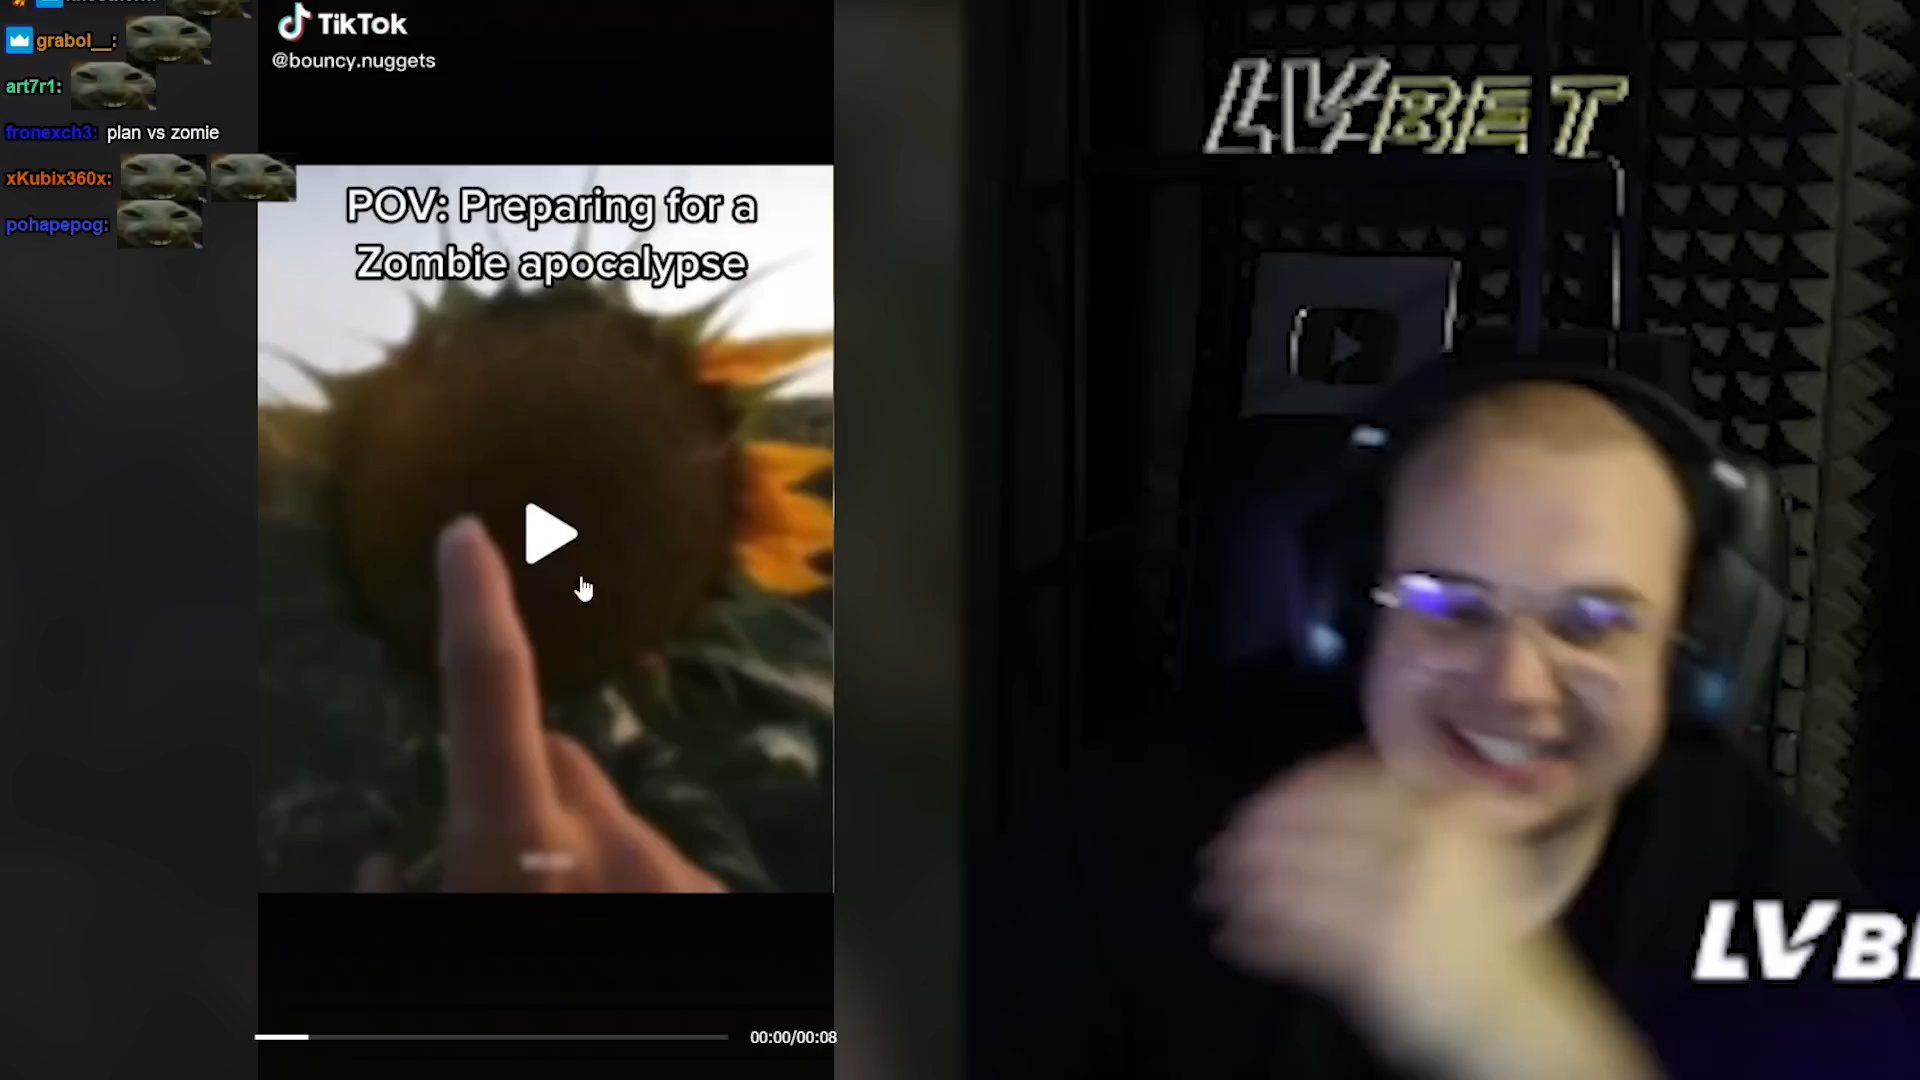 grabol__:
art7r1:
fronexch3: plan vs zomie
xKubix360x:
pohapepog:
TikTok
@bouncy.nuggets
POV: Preparing for a
Zombie apocalypse
00:00/00:08
LVBET
LVB